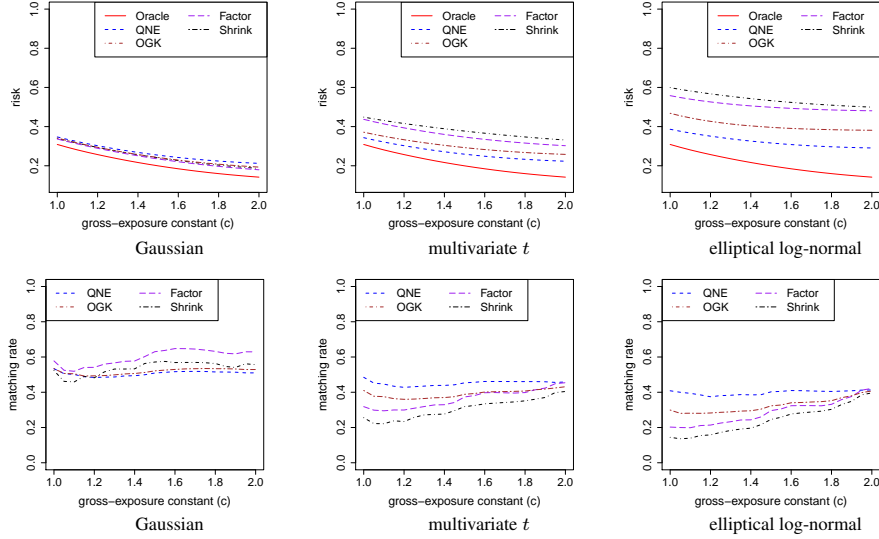 Oracle Factor
QNE Shrink
OGK
risk
0.2 0.4 0.6 0.8 1.0
1.0 1.2 1.4 1.6 1.8 2.0
gross−exposure constant (c)
Gaussian
Oracle Factor
QNE Shrink
OGK
risk
0.2 0.4 0.6 0.8 1.0
1.0 1.2 1.4 1.6 1.8 2.0
gross−exposure constant (c)
multivariate t
Oracle Factor
QNE Shrink
OGK
risk
0.2 0.4 0.6 0.8 1.0
1.0 1.2 1.4 1.6 1.8 2.0
gross−exposure constant (c)
elliptical log-normal
QNE Factor
OGK Shrink
matching rate
0.0 0.2 0.4 0.6 0.8 1.0
1.0 1.2 1.4 1.6 1.8 2.0
gross−exposure constant (c)
Gaussian
QNE Factor
OGK Shrink
matching rate
0.0 0.2 0.4 0.6 0.8 1.0
1.0 1.2 1.4 1.6 1.8 2.0
gross−exposure constant (c)
multivariate t
QNE Factor
OGK Shrink
matching rate
0.0 0.2 0.4 0.6 0.8 1.0
1.0 1.2 1.4 1.6 1.8 2.0
gross−exposure constant (c)
elliptical log-normal